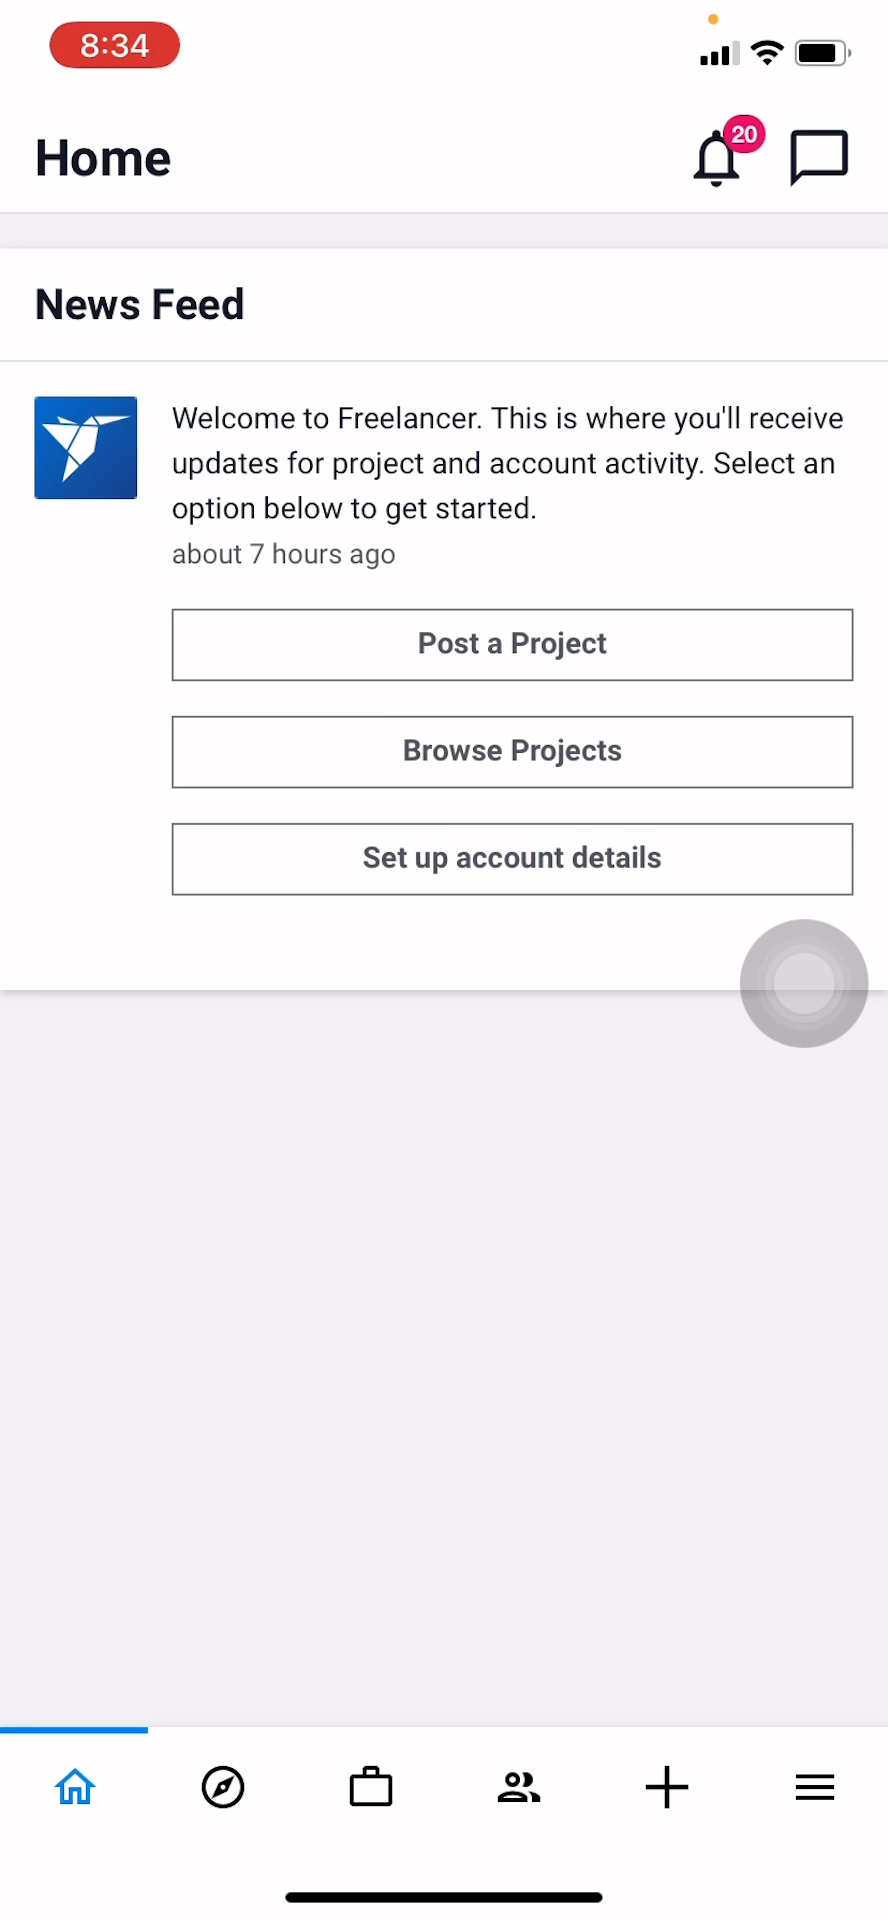 8:34
Home
20
News Feed
Welcome to Freelancer. This is where you'll receive
updates for project and account activity. Select an
option below to get started.
about 7 hours ago
Post a Project
Browse Projects
Set up account details